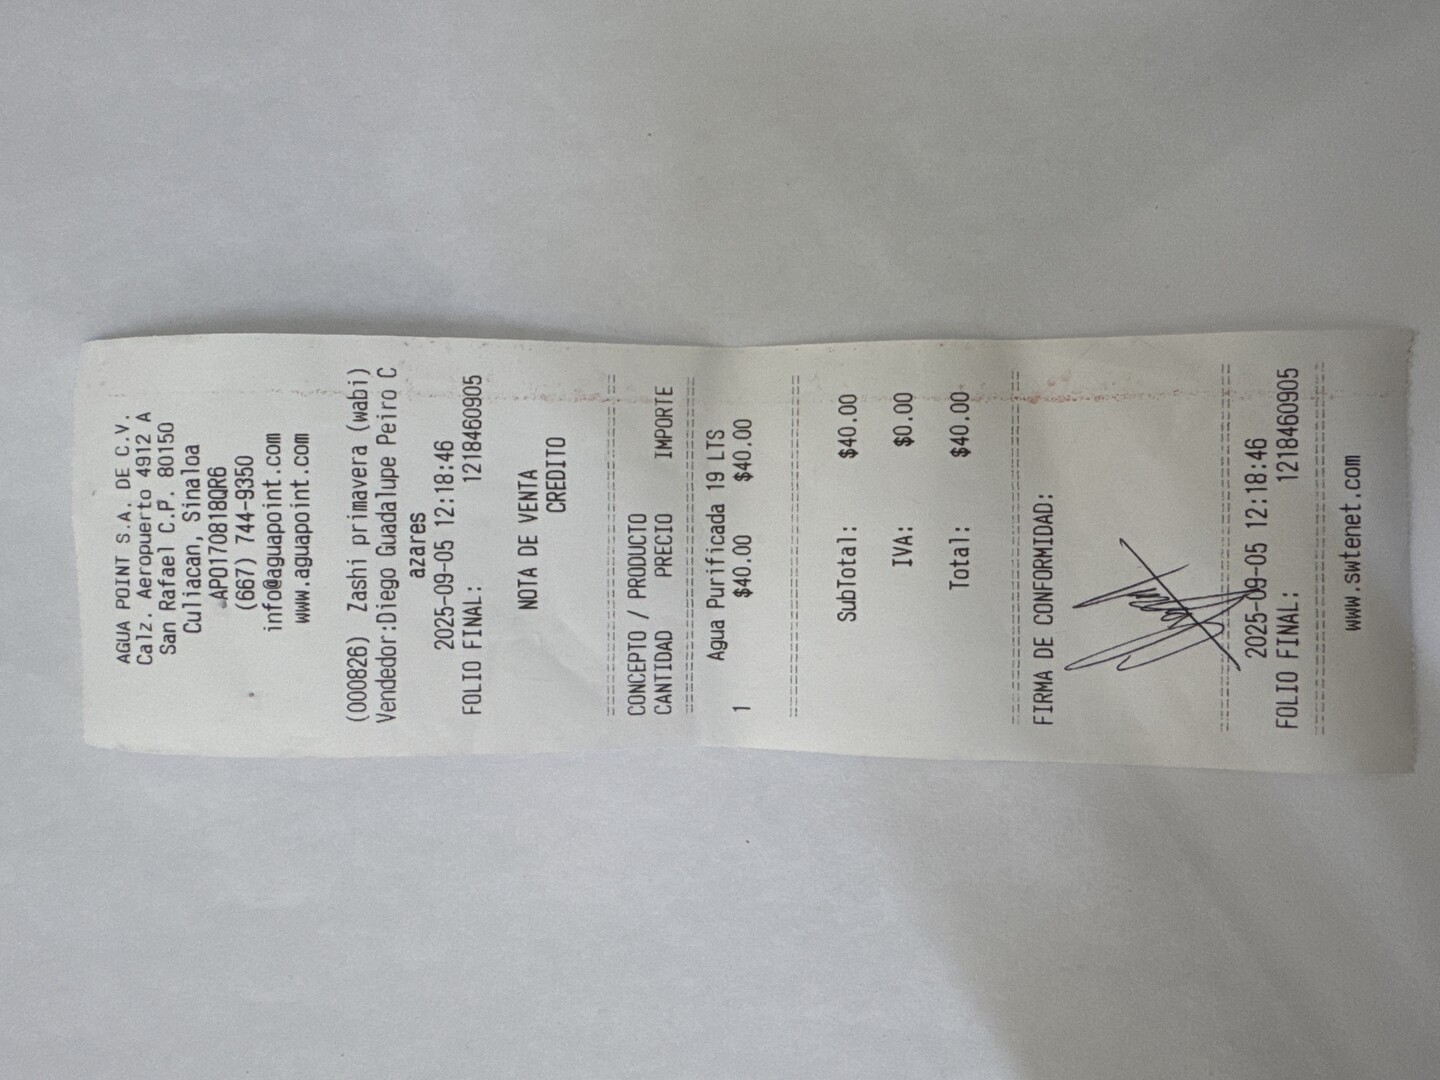 AGUA POINT S.A. DE C.V.
Calz. Aeropuerto 4912 A
San Rafael C.P. 80150
Culiacan, Sinaloa
APO170818QR6
(667) 744-9350
info@aguapoint.com
www.aguapoint.com
(000826) Zashi primavera (wabi)
Vendedor:Diego Guadalupe Peiro C
azares
2025-09-05 12:18:46
FOLIO FINAL: 1218460905
NOTA DE VENTA
CREDITO
================================
CONCEPTO / PRODUCTO
CANTIDAD PRECIO IMPORTE
================================
Agua Purificada 19 LTS
1 $40.00 $40.00
================================
SubTotal: $40.00
IVA: $0.00
Total: $40.00
================================
FIRMA DE CONFORMIDAD:
================================
2025-09-05 12:18:46
FOLIO FINAL: 1218460905
================================
www.swtenet.com